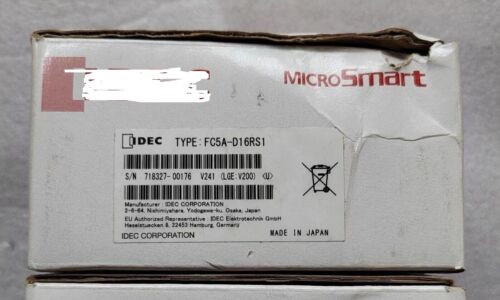 MICROSmart
IDEC TYPE: FC5A-D16RS1
S/N 718327-00176 V241 (LGE:V200) <U>
Manufacturer : IDEC CORPORATION
2-6-64, Nishimiyahara, Yodogawa-ku, Osaka, Japan
EU Authorized Representative : IDEC Elektrotechnik GmbH
Heselstuecken 8, 22453 Hamburg, Germany
IDEC CORPORATION MADE IN JAPAN